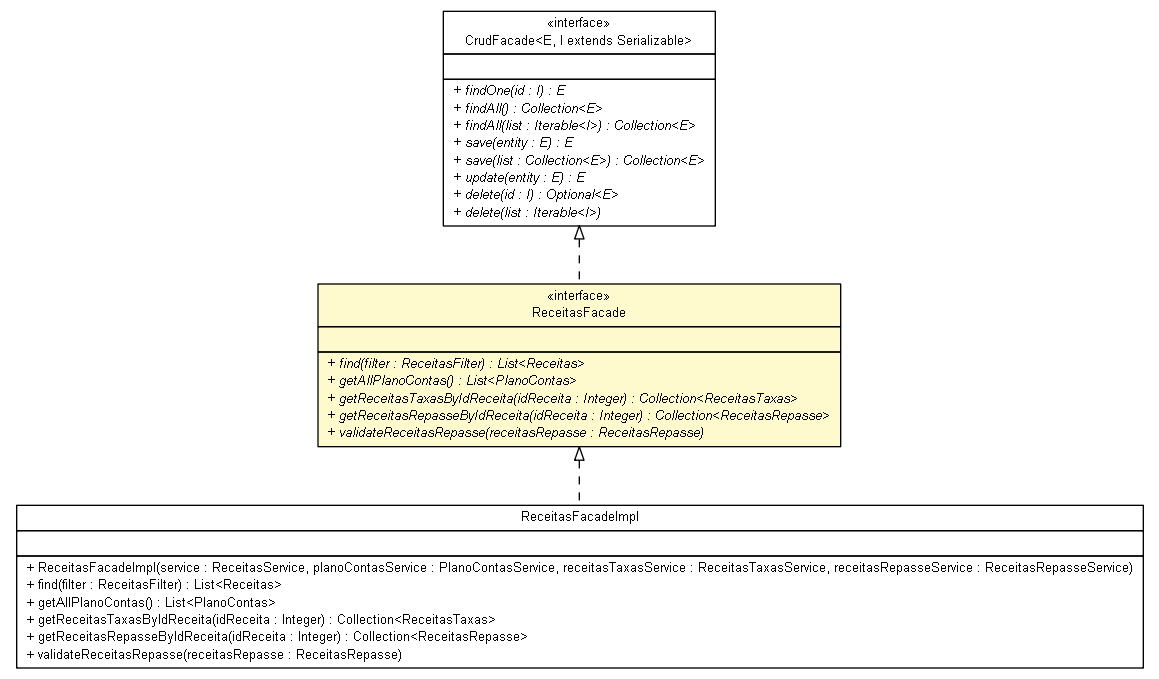 «interface»
CrudFacade<E, I extends Serializable>
+ findOne(id : I) : E
+ findAll() : Collection<E>
+ findAll(list : Iterable<I>) : Collection<E>
+ save(entity : E) : E
+ save(list : Collection<E>) : Collection<E>
+ update(entity : E) : E
+ delete(id : I) : Optional<E>
+ delete(list : Iterable<I>)
«interface»
ReceitasFacade
+ find(filter : ReceitasFilter) : List<Receitas>
+ getAllPlanoContas() : List<PlanoContas>
+ getReceitasTaxasByIdReceita(idReceita : Integer) : Collection<ReceitasTaxas>
+ getReceitasRepasseByIdReceita(idReceita : Integer) : Collection<ReceitasRepasse>
+ validateReceitasRepasse(receitasRepasse : ReceitasRepasse)
ReceitasFacadeImpl
+ ReceitasFacadeImpl(service : ReceitasService, planoContasService : PlanoContasService, receitasTaxasService : ReceitasTaxasService, receitasRepasseService : ReceitasRepasseService)
+ find(filter : ReceitasFilter) : List<Receitas>
+ getAllPlanoContas() : List<PlanoContas>
+ getReceitasTaxasByIdReceita(idReceita : Integer) : Collection<ReceitasTaxas>
+ getReceitasRepasseByIdReceita(idReceita : Integer) : Collection<ReceitasRepasse>
+ validateReceitasRepasse(receitasRepasse : ReceitasRepasse)